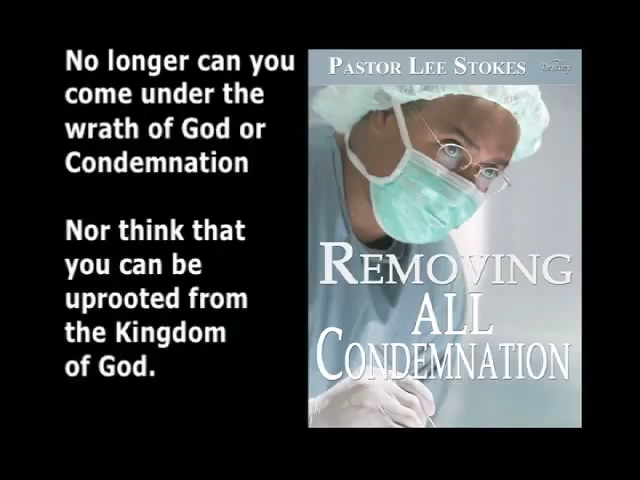 No longer can you
come under the
wrath of God or
Condemnation
Nor think that
you can be
uprooted from
the Kingdom
of God.
PASTOR LEE STOKES
Destiny
REMOVING
ALL
CONDEMNATION